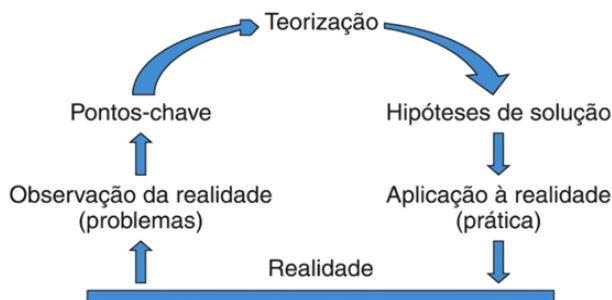 Teorização
Pontos-chave
Hipóteses de solução
Observação da realidade
(problemas)
Aplicação à realidade
(prática)
Realidade